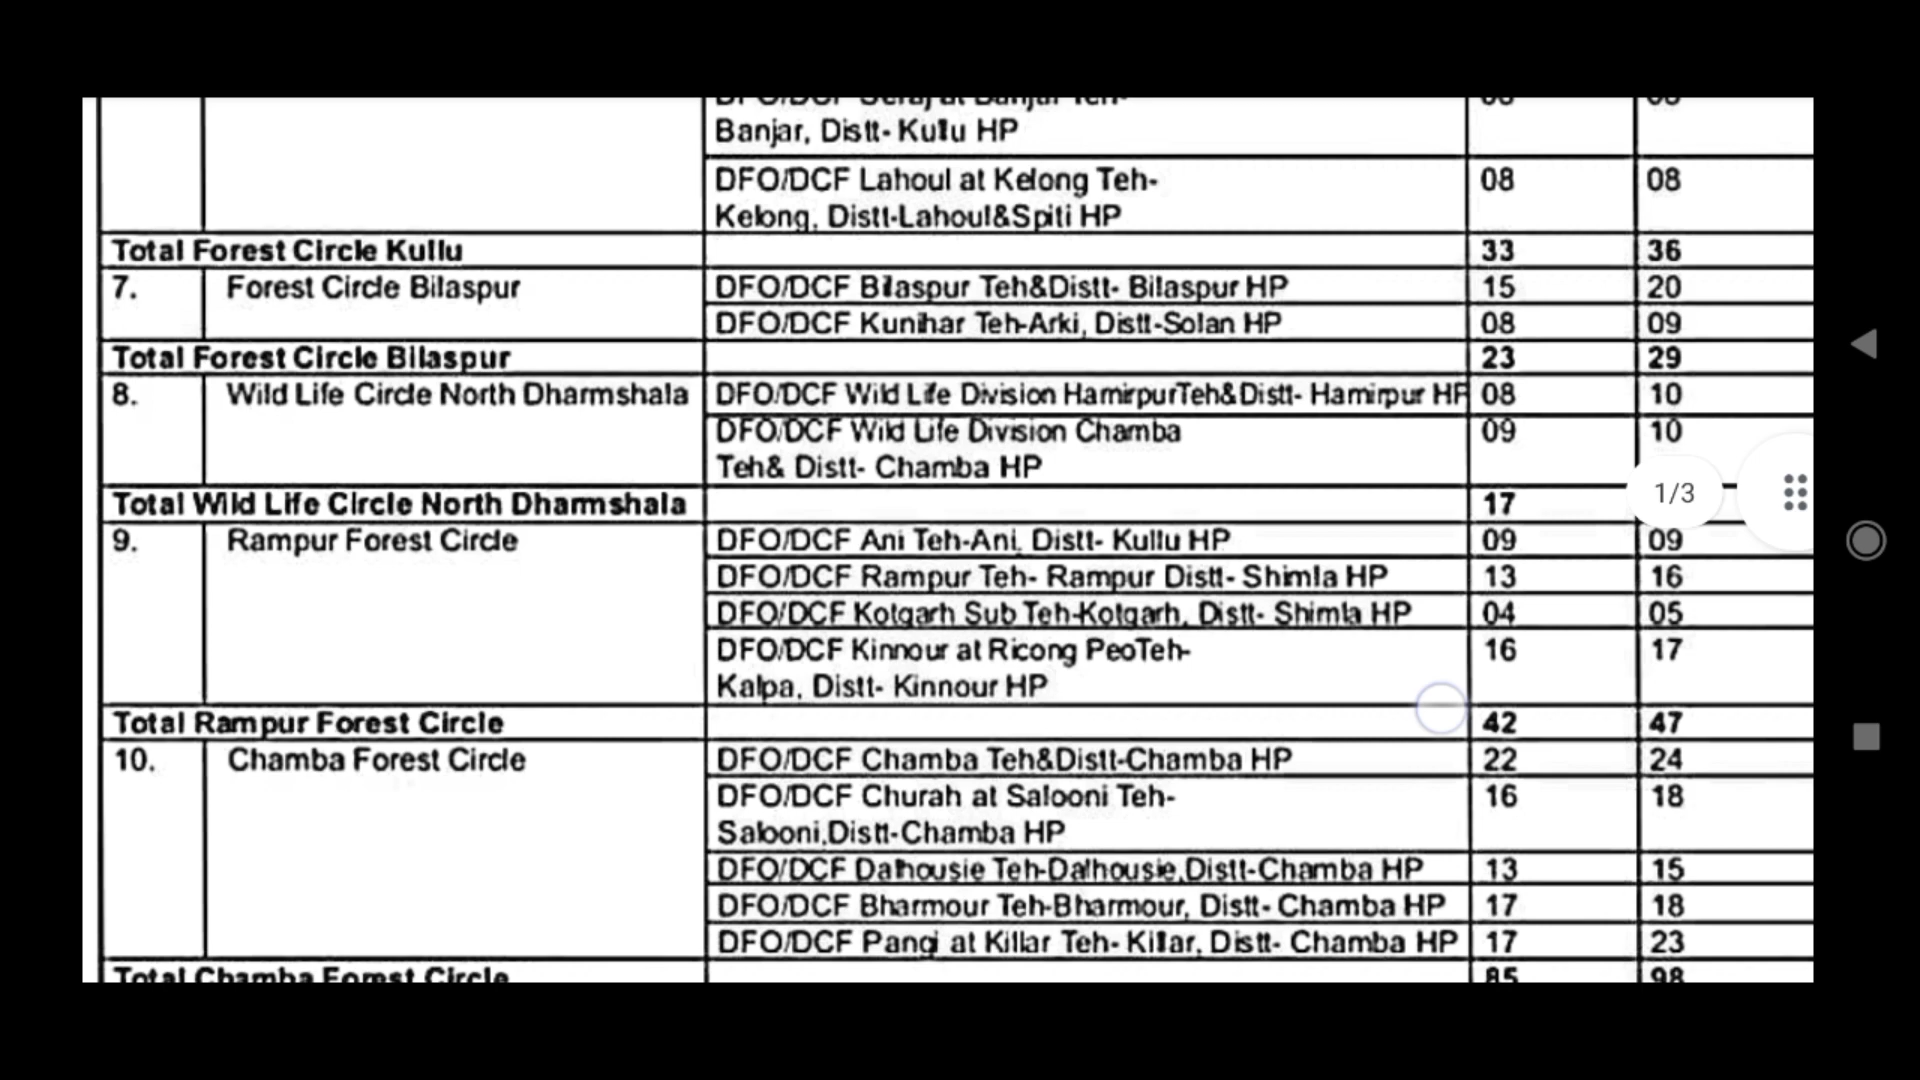 Banjar, Distt- Kullu HP
DFO/DCF Lahoul at Kelong Teh- 08 08
Kelong, Distt-Lahoul&Spiti HP
Total Forest Circle Kullu 33 36
7. Forest Circle Bilaspur DFO/DCF Bilaspur Teh&Distt- Bilaspur HP 15 20
DFO/DCF Kunihar Teh-Arki, Distt-Solan HP 08 09
Total Forest Circle Bilaspur 23 29
8. Wild Life Circle North Dharmshala DFO/DCF Wild Life Division HamirpurTeh&Distt- Hamirpur HP 08 10
DFO/DCF Wild Life Division Chamba 09 10
Teh& Distt- Chamba HP
1/3
Total Wild Life Circle North Dharmshala 17
9. Rampur Forest Circle DFO/DCF Ani Teh-Ani, Distt- Kullu HP 09 09
DFO/DCF Rampur Teh- Rampur Distt- Shimla HP 13 16
DFO/DCF Kotgarh Sub Teh-Kotgarh, Distt- Shimla HP 04 05
DFO/DCF Kinnour at Ricong PeoTeh- 16 17
Kalpa, Distt- Kinnour HP
Total Rampur Forest Circle 42 47
10. Chamba Forest Circle DFO/DCF Chamba Teh&Distt-Chamba HP 22 24
DFO/DCF Churah at Salooni Teh- 16 18
Salooni,Distt-Chamba HP
DFO/DCF Dalhousie Teh-Dalhousie,Distt-Chamba HP 13 15
DFO/DCF Bharmour Teh-Bharmour, Distt- Chamba HP 17 18
DFO/DCF Pangi at Killar Teh- Killar, Distt- Chamba HP 17 23
Total Chamba Forest Circle 85 98